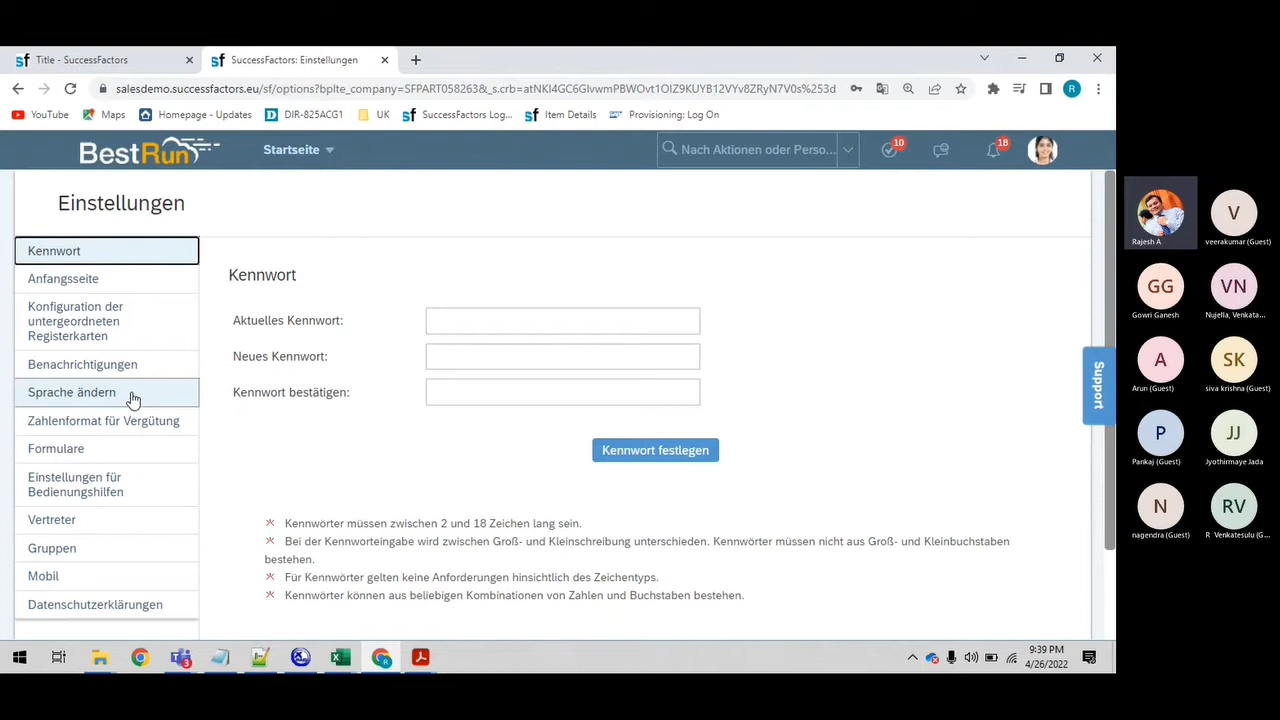 Title - SuccessFactors
SuccessFactors: Einstellungen
salesdemo.successfactors.eu/sf/options?bplte_company=SFPART058263&_s.crb=atNKI4GC6GIvwmPBWOvt1OIZ9KUYB12VYv8ZRyN7V0s%253d
YouTube
Maps
Homepage - Updates
DIR-825ACG1
UK
SuccessFactors Log...
Item Details
Provisioning: Log On
BestRun
Startseite
Nach Aktionen oder Perso...
10
18
Einstellungen
Kennwort
Anfangsseite
Konfiguration der
untergeordneten
Registerkarten
Benachrichtigungen
Sprache ändern
Zahlenformat für Vergütung
Formulare
Einstellungen für
Bedienungshilfen
Vertreter
Gruppen
Mobil
Datenschutzerklärungen
Kennwort
Aktuelles Kennwort:
Neues Kennwort:
Kennwort bestätigen:
Kennwort festlegen
Kennwörter müssen zwischen 2 und 18 Zeichen lang sein.
Bei der Kennworteingabe wird zwischen Groß- und Kleinschreibung unterschieden. Kennwörter müssen nicht aus Groß- und Kleinbuchstaben
bestehen.
Für Kennwörter gelten keine Anforderungen hinsichtlich des Zeichentyps.
Kennwörter können aus beliebigen Kombinationen von Zahlen und Buchstaben bestehen.
Support
Rajesh A
V
veerakumar (Guest)
GG
Gowri Ganesh
VN
Nujella, Venkata...
A
Arun (Guest)
SK
siva krishna (Guest)
P
Pankaj (Guest)
JJ
Jyothirmaye Jada
N
nagendra (Guest)
RV
R Venkatesulu (G...
9:39 PM
4/26/2022